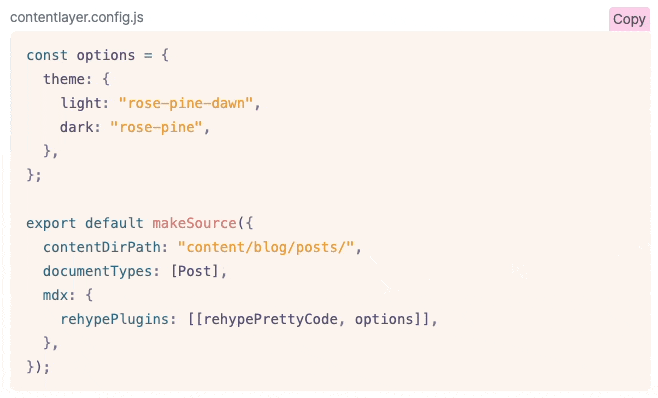 contentlayer.config.js
Copy
const options = {
  theme: {
    light: "rose-pine-dawn",
    dark: "rose-pine",
  },
};

export default makeSource({
  contentDirPath: "content/blog/posts/",
  documentTypes: [Post],
  mdx: {
    rehypePlugins: [[rehypePrettyCode, options]],
  },
});